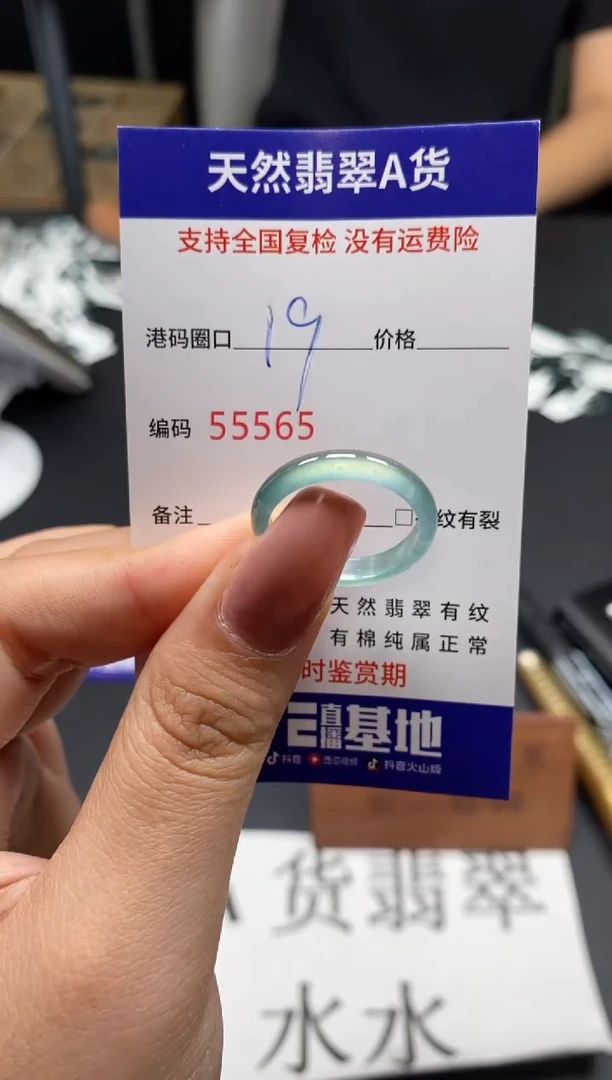 天然翡翠A货
支持全国复检 没有运费险
港码圈口 19 价格
编码 55565
备注 □ 纹有裂
天然翡翠有纹
有棉纯属正常
时鉴赏期
直播基地
抖音 西瓜视频 抖音火山版
货翡翠
水水